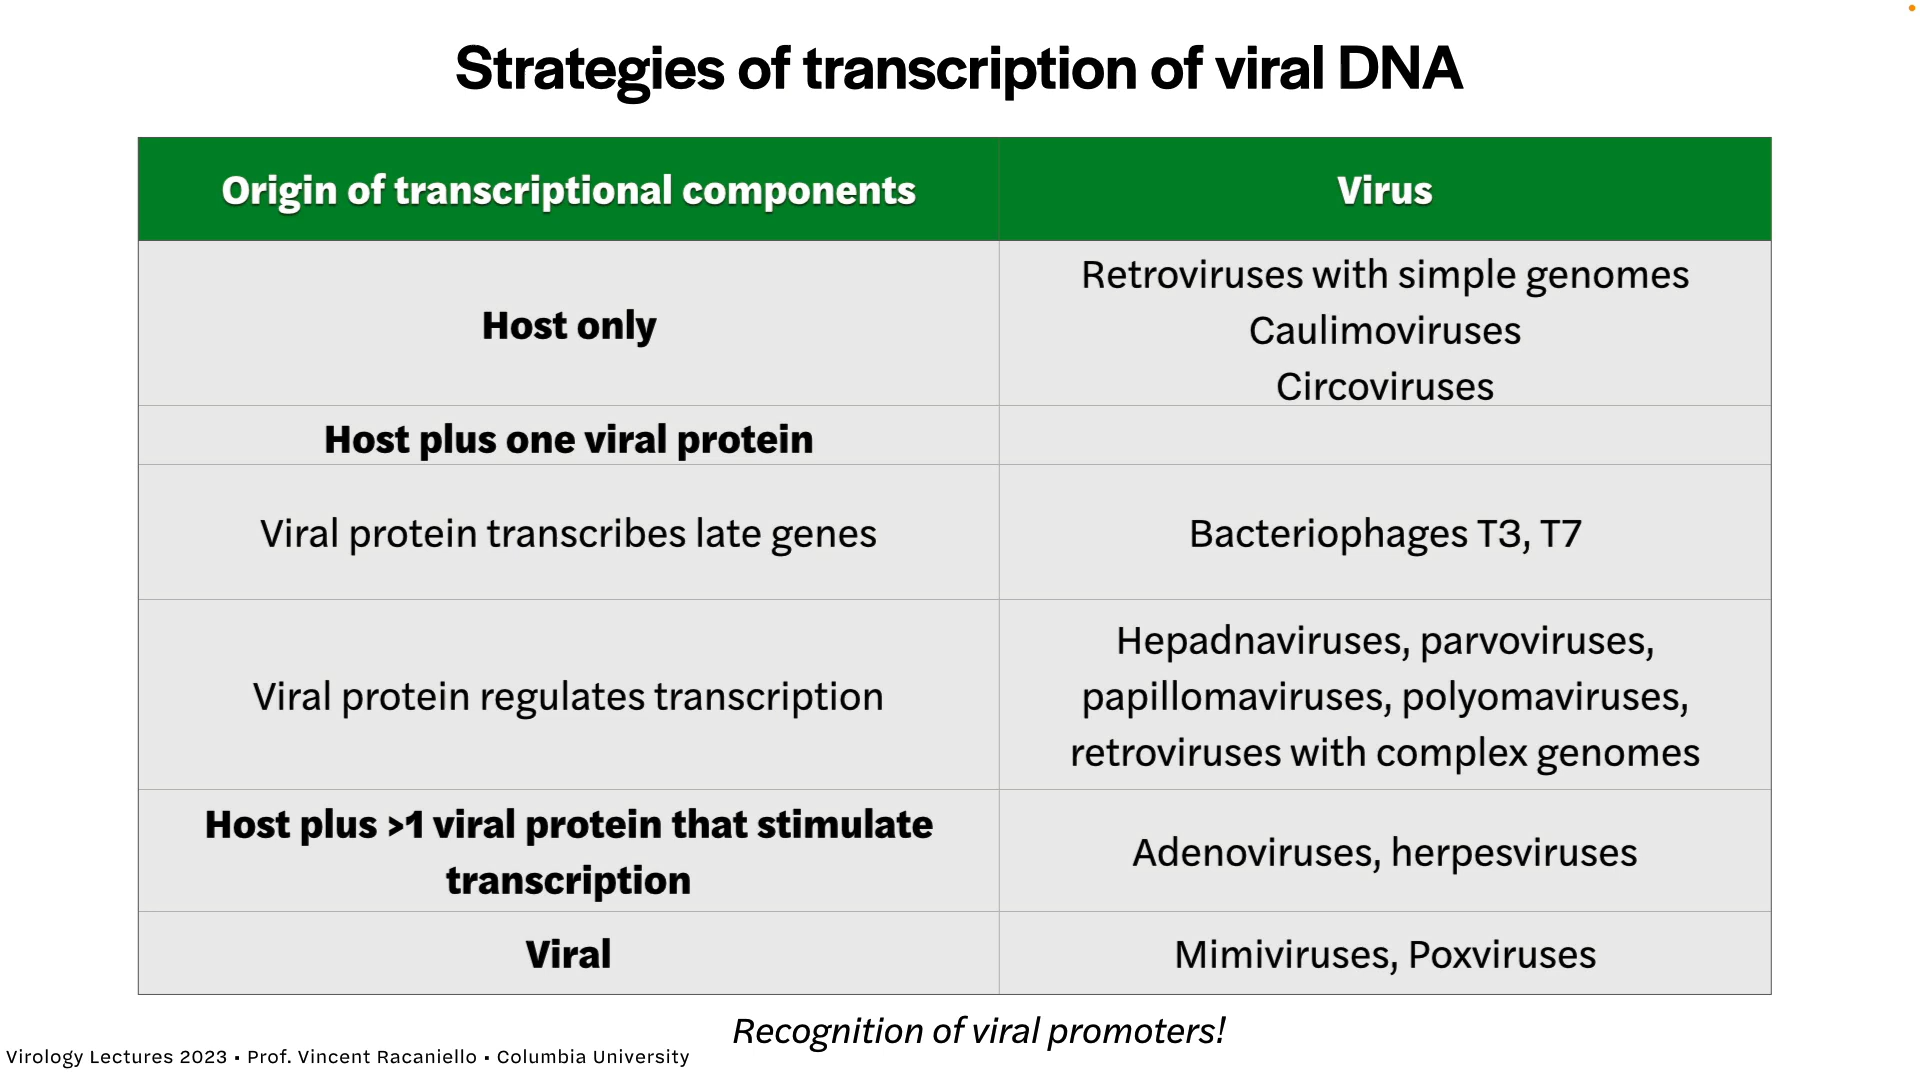 Strategies of transcription of viral DNA
Origin of transcriptional components
Virus
Host only
Retroviruses with simple genomes
Caulimoviruses
Circoviruses
Host plus one viral protein
Viral protein transcribes late genes
Bacteriophages T3, T7
Viral protein regulates transcription
Hepadnaviruses, parvoviruses,
papillomaviruses, polyomaviruses,
retroviruses with complex genomes
Host plus >1 viral protein that stimulate
transcription
Adenoviruses, herpesviruses
Viral
Mimiviruses, Poxviruses
Recognition of viral promoters!
Virology Lectures 2023 • Prof. Vincent Racaniello • Columbia University